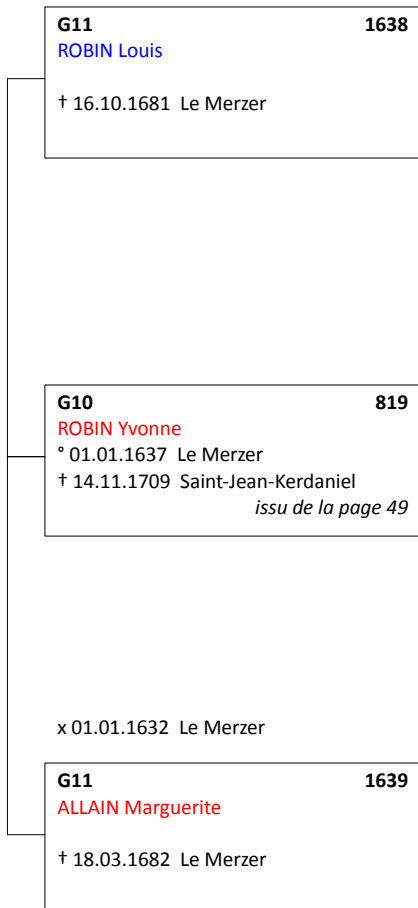 G11 1638
ROBIN Louis
† 16.10.1681 Le Merzer
G10 819
ROBIN Yvonne
° 01.01.1637 Le Merzer
† 14.11.1709 Saint-Jean-Kerdaniel
issu de la page 49
x 01.01.1632 Le Merzer
G11 1639
ALLAIN Marguerite
† 18.03.1682 Le Merzer